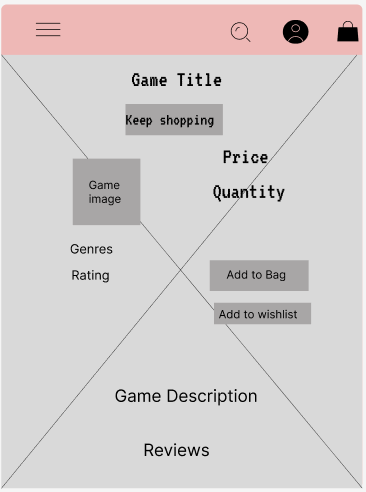 Game Title
Keep shopping
Price
Game
image
Quantity
Genres
Rating
Add to Bag
Add to wishlist
Game Description
Reviews